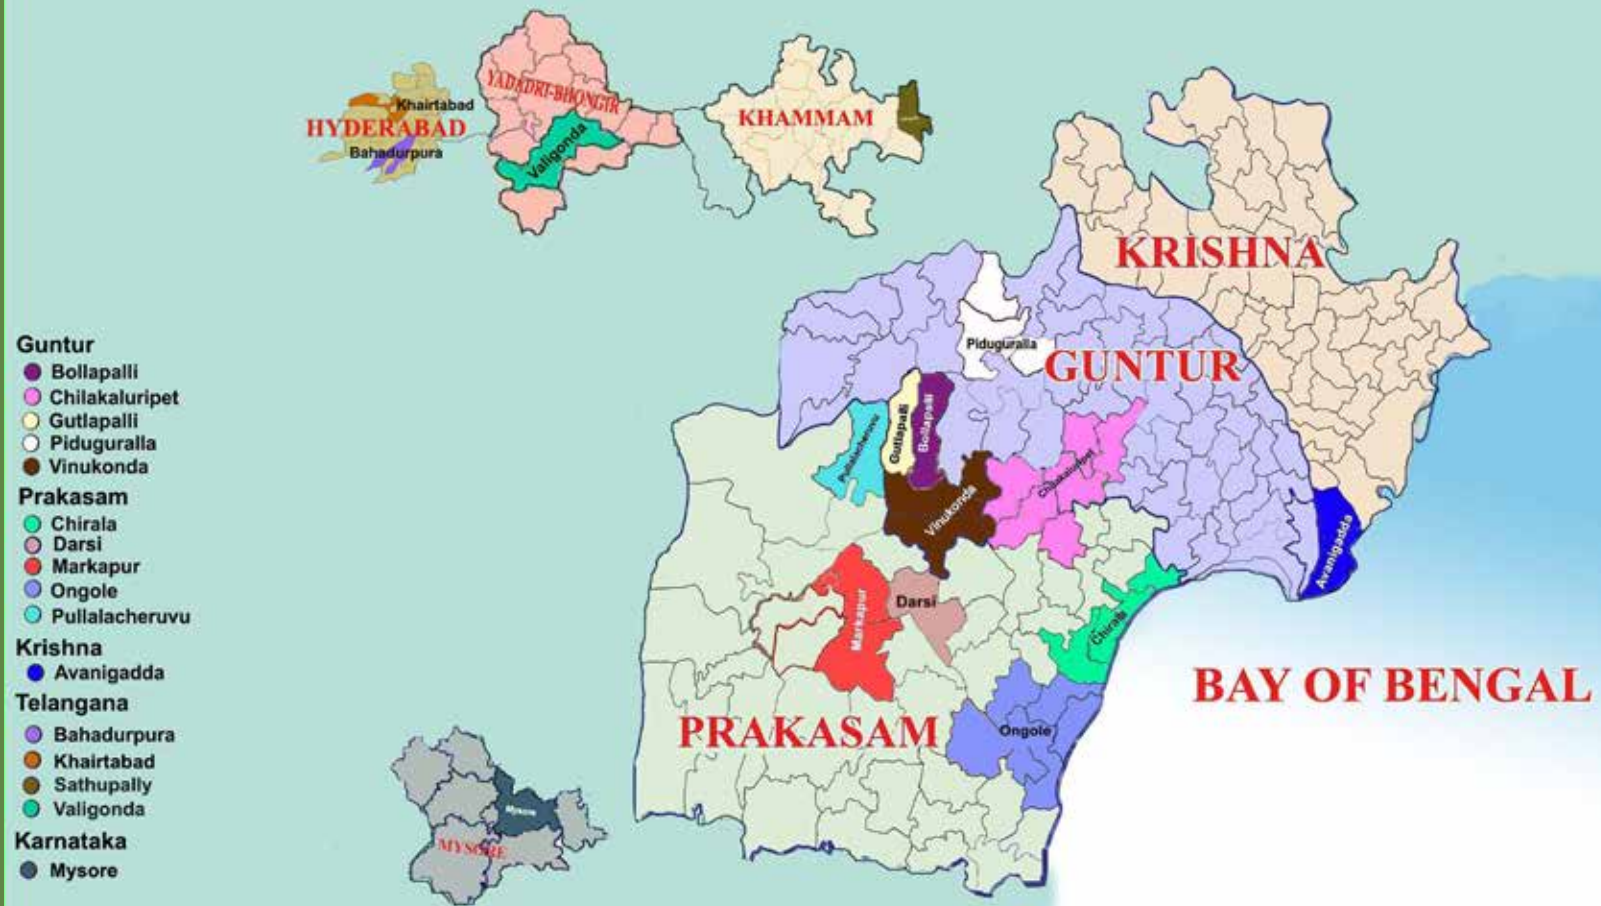 Guntur
Bollapalli
Chilakaluripet
Gutlapalli
Piduguralla
Vinukonda
Prakasam
Chirala
Darsi
Markapur
Ongole
Pullalacheruvu
Krishna
Avanigadda
Telangana
Bahadurpura
Khairtabad
Sathupally
Valigonda
Karnataka
Mysore
YADADRI-BHONGIR
Khairtabad
HYDERABAD
Bahadurpura
Valigonda
KHAMMAM
KRISHNA
Piduguralla
GUNTUR
Pullalacheruvu
Gutlapalli
Bollapalli
Vinukonda
Chilakaluripet
Avanigadda
Markapur
Darsi
Chirala
BAY OF BENGAL
PRAKASAM
Ongole
Mysore
MYSORE